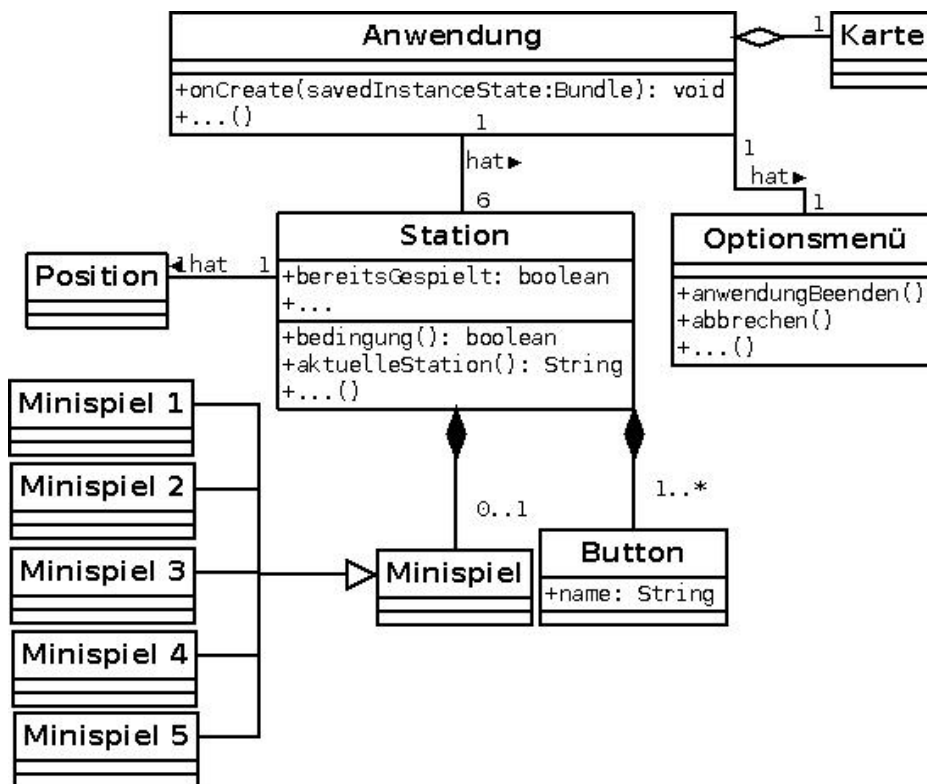 Anwendung
+onCreate(savedInstanceState:Bundle): void
+...()
1
Karte
1
hat▶
6
1
hat▶
1
Optionsmenü
+anwendungBeenden()
+abbrechen()
+...()
Station
+bereitsGespielt: boolean
+...
+bedingung(): boolean
+aktuelleStation(): String
+...()
Position
◀hat
1
Minispiel 1
Minispiel 2
Minispiel 3
Minispiel 4
Minispiel 5
0..1
Minispiel
1..*
Button
+name: String